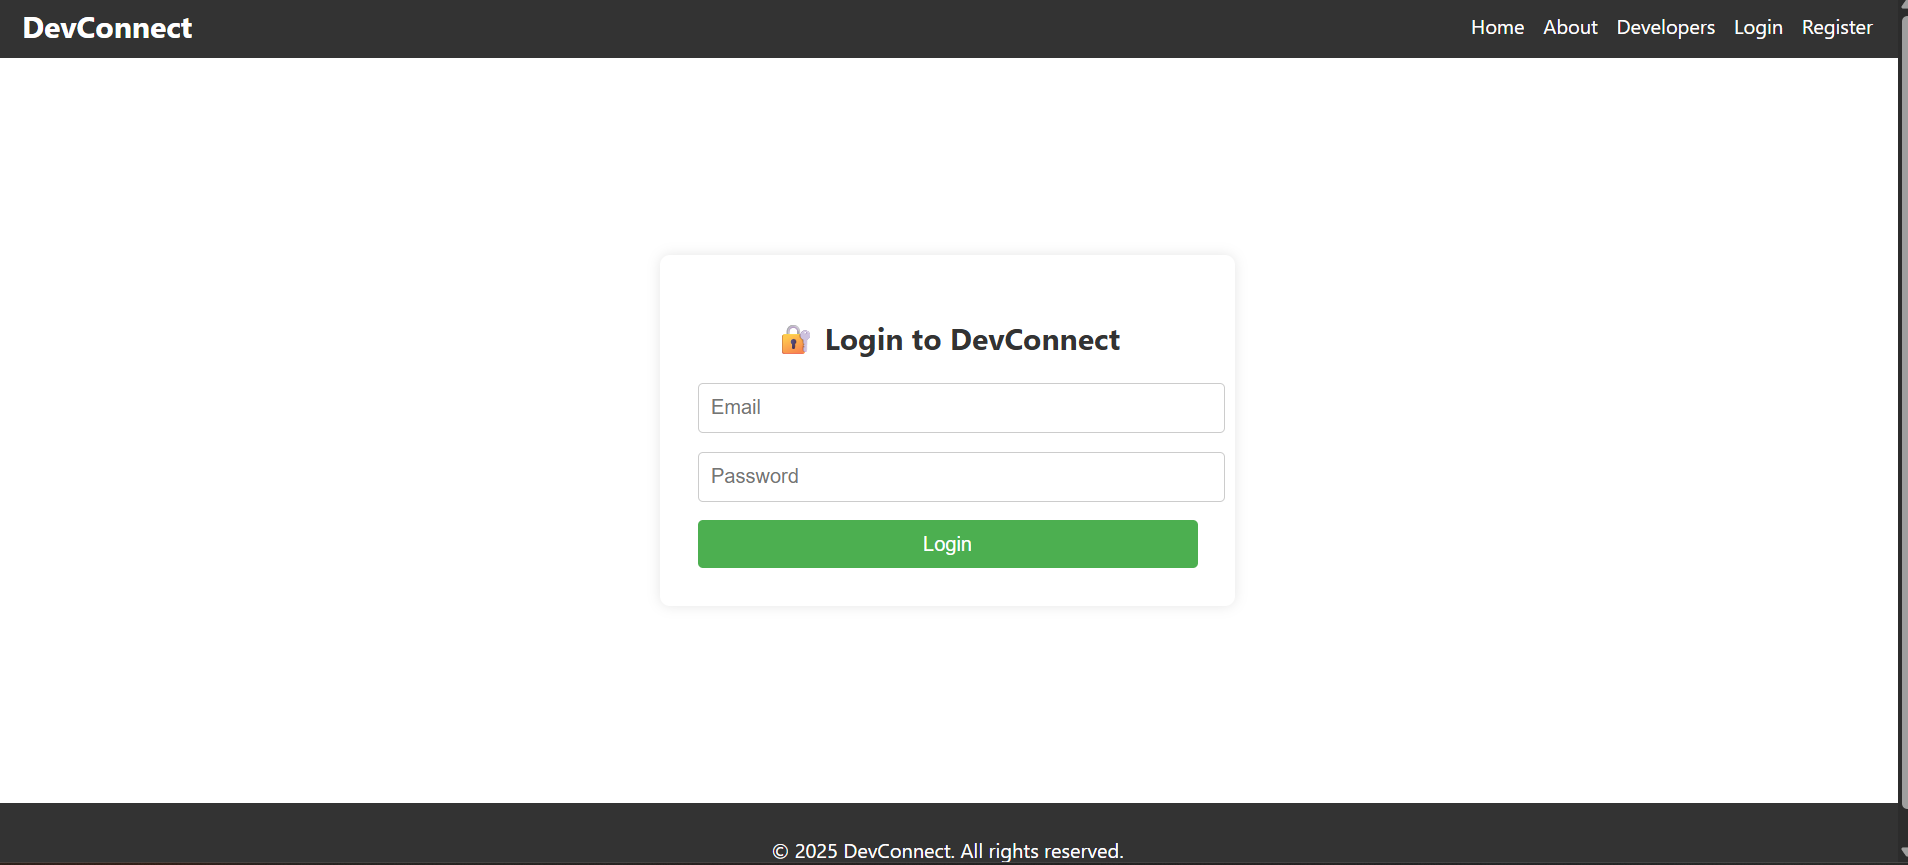 DevConnect
Home About Developers Login Register
🔐 Login to DevConnect
Email
Password
Login
© 2025 DevConnect. All rights reserved.